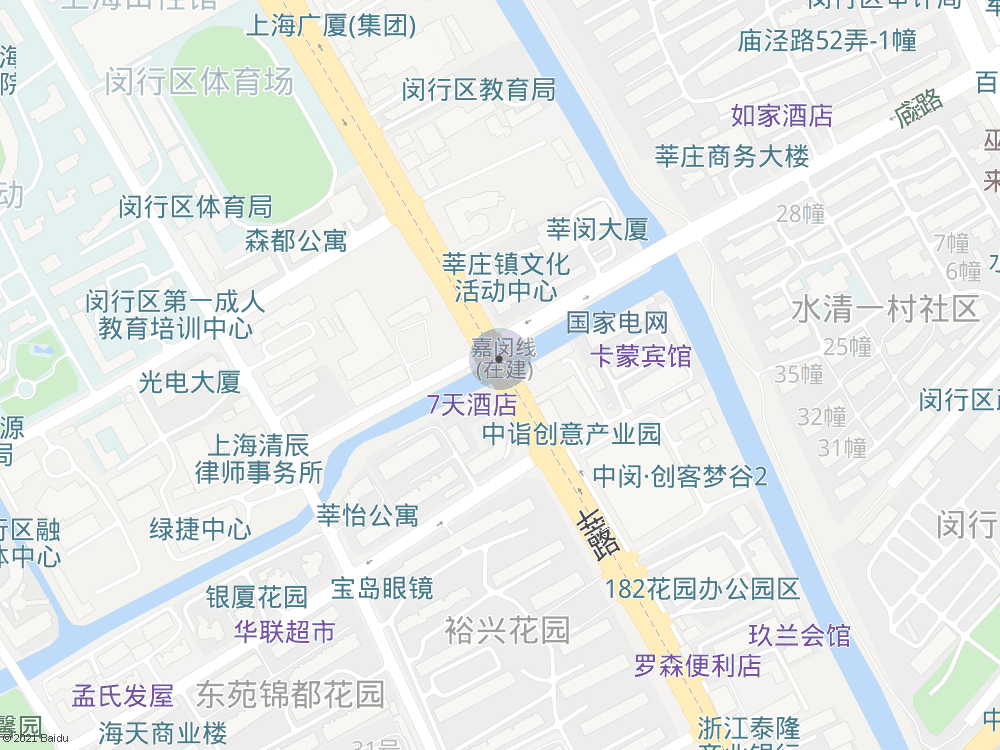 上海广厦(集团)
闵行区审计局
庙泾路52弄-1幢
闵行区体育场
闵行区教育局
如家酒店
莘庄商务大楼
闵行区体育局
森都公寓
莘闵大厦
28幢
7幢
6幢
莘庄镇文化
活动中心
闵行区第一成人
教育培训中心
国家电网
水清一村社区
嘉闵线
(在建)
卡蒙宾馆
25幢
35幢
光电大厦
7天酒店
32幢
31幢
中诣创意产业园
上海清辰
律师事务所
中闵·创客梦谷2
莘怡公寓
绿捷中心
182花园办公园区
宝岛眼镜
银厦花园
华联超市
裕兴花园
玖兰会馆
罗森便利店
孟氏发屋
东苑锦都花园
海天商业楼
浙江泰隆
31号
© 2021 Baidu